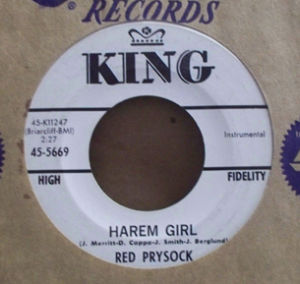 RECORDS
KING
45-K11247
(Briarcliff-BMI)
2:27
45-5669
Instrumental
HIGH
FIDELITY
HAREM GIRL
(J. Merritt-D. Cappo-J. Smith-J. Berglund)
RED PRYSOCK